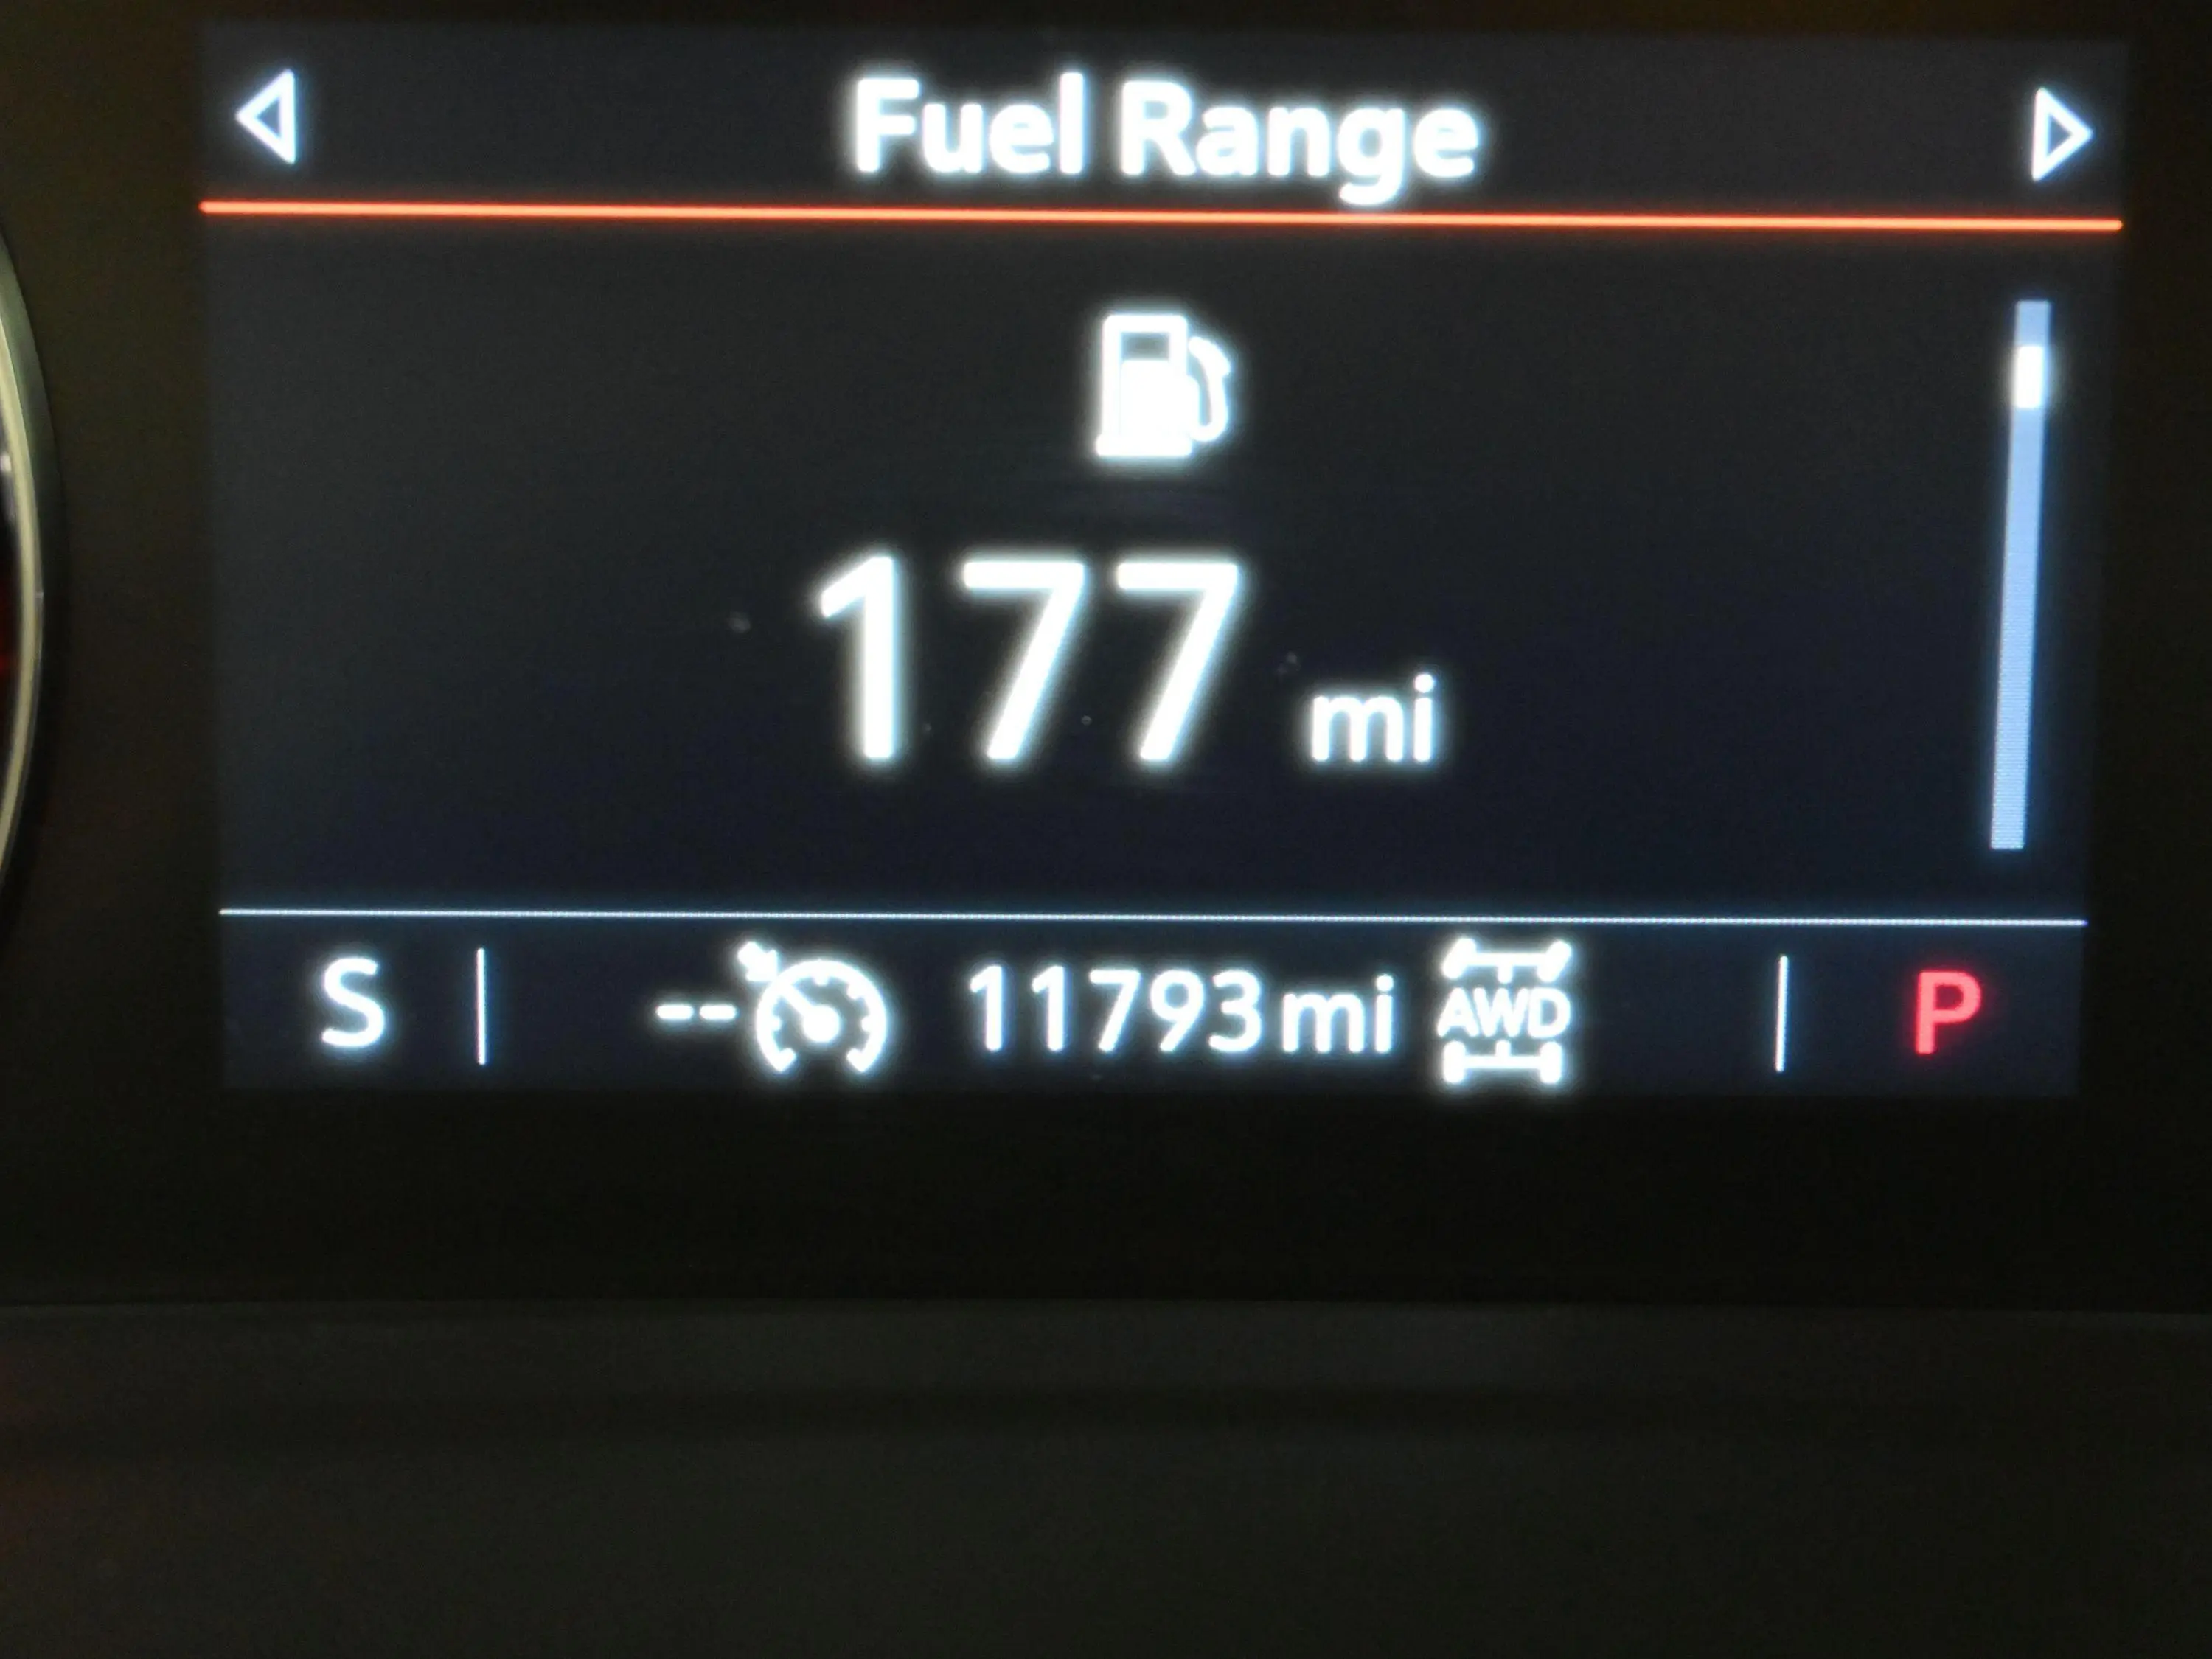 Fuel Range
177 mi
S -- 11793mi AWD P